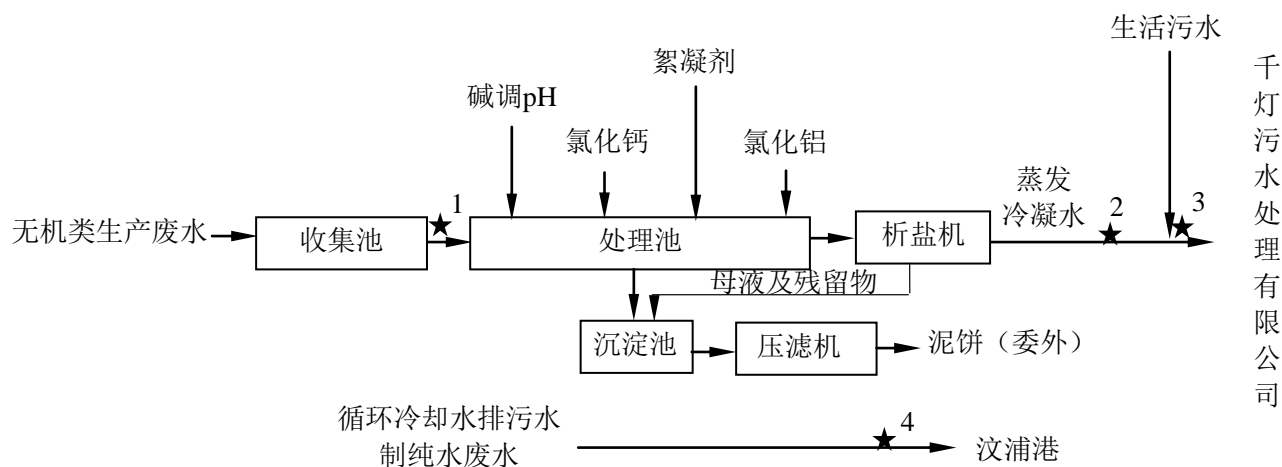 生活污水
絮凝剂
碱调pH
氯化钙
氯化铝
蒸发
冷凝水
1
2
3
无机类生产废水
收集池
处理池
析盐机
母液及残留物
沉淀池
压滤机
泥饼（委外）
千灯污水处理有限公司
循环冷却水排污水
制纯水废水
4
汶浦港